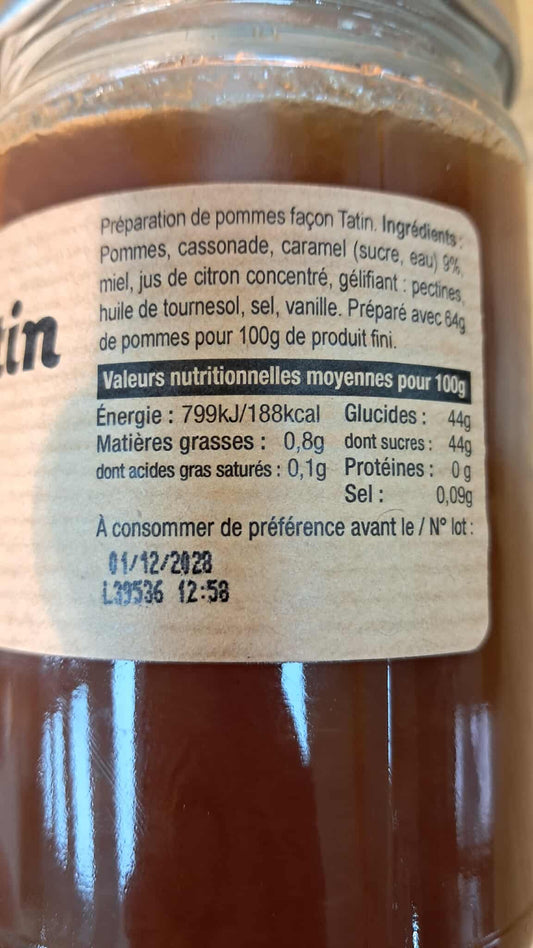 tin
Préparation de pommes façon Tatin. Ingrédients :
Pommes, cassonade, caramel (sucre, eau) 9%,
miel, jus de citron concentré, gélifiant : pectines,
huile de tournesol, sel, vanille. Préparé avec 64g
de pommes pour 100g de produit fini.
Valeurs nutritionnelles moyennes pour 100g
Énergie : 799kJ/188kcal Glucides : 44g
Matières grasses : 0,8g dont sucres : 44g
dont acides gras saturés : 0,1g Protéines : 0g
Sel : 0,09g
À consommer de préférence avant le / N° lot :
01/12/2028
L39536 12:58